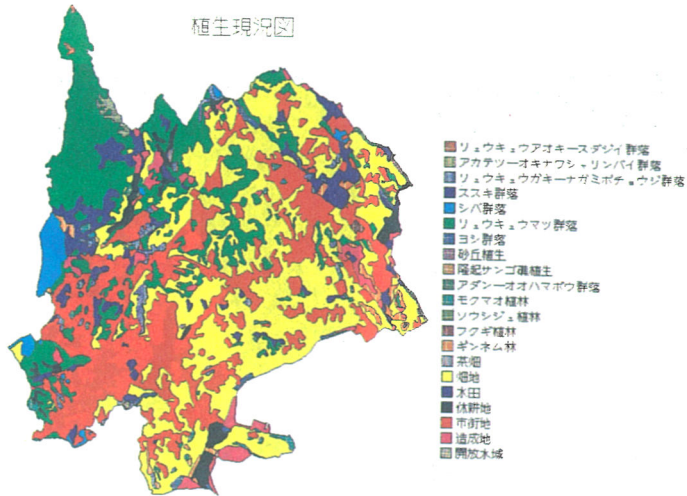 植生現況図
リュウキュウアオキースダジイ群落
アカテツーオキナワシャリンバイ群落
リュウキュウガキーナガミボチョウジ群落
ススキ群落
シバ群落
リュウキュウマツ群落
ヨシ群落
砂丘植生
隆起サンゴ礁植生
アダンーオオハマボウ群落
モクマオ植林
ソウシジュ植林
フクギ植林
ギンネム林
茶畑
畑地
水田
休耕地
市街地
造成地
開放水域